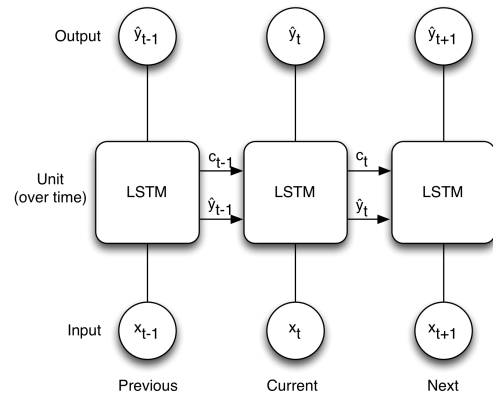 Output ŷt-1 ŷt ŷt+1
ct-1 ct
Unit
(over time) LSTM LSTM LSTM
ŷt-1 ŷt
Input xt-1 xt xt+1
Previous Current Next